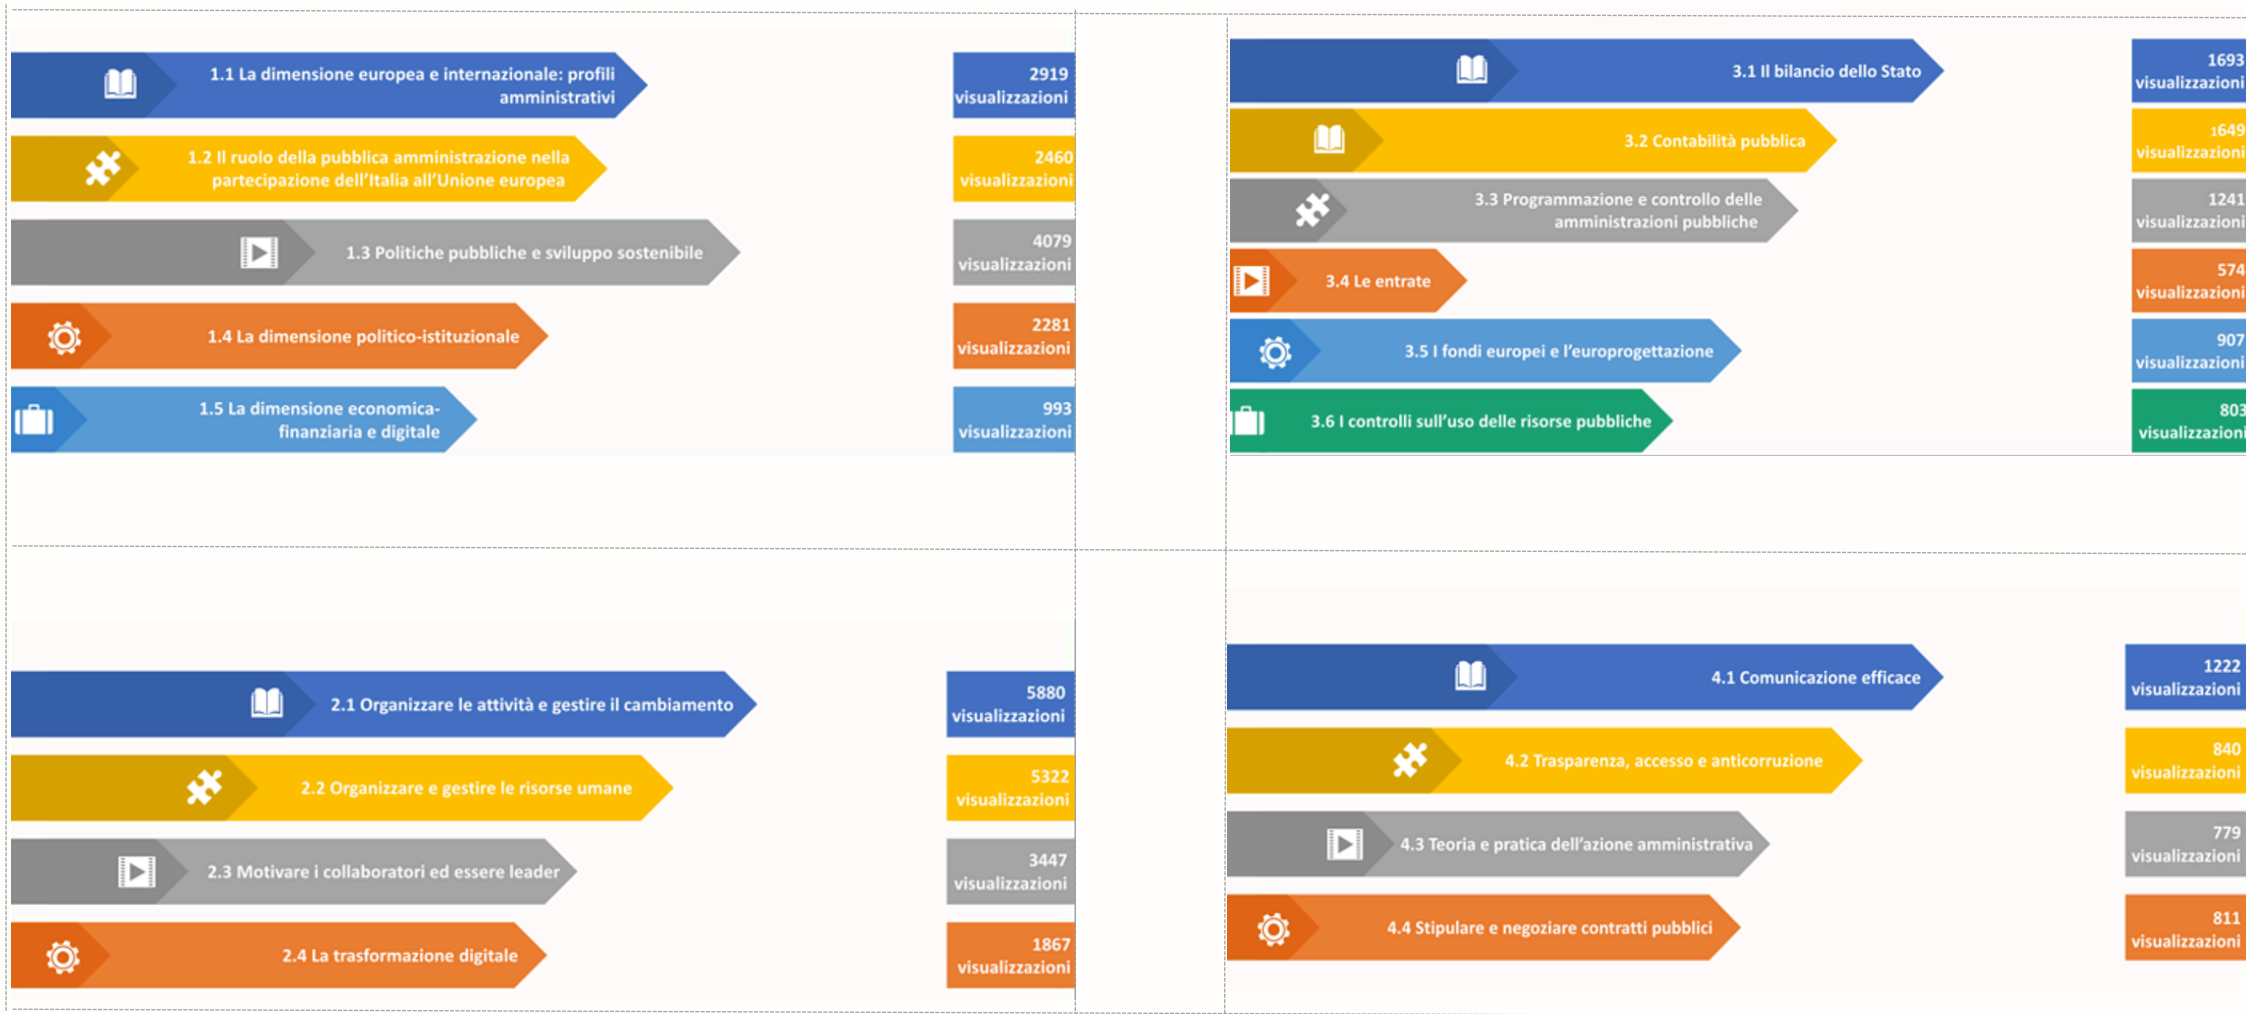 1.1 La dimensione europea e internazionale: profili
amministrativi
2919
visualizzazioni
1.2 Il ruolo della pubblica amministrazione nella
partecipazione dell'Italia all'Unione europea
2460
visualizzazioni
1.3 Politiche pubbliche e sviluppo sostenibile
4079
visualizzazioni
1.4 La dimensione politico-istituzionale
2281
visualizzazioni
1.5 La dimensione economica-
finanziaria e digitale
993
visualizzazioni
3.1 Il bilancio dello Stato
1693
visualizzazioni
3.2 Contabilità pubblica
1649
visualizzazioni
3.3 Programmazione e controllo delle
amministrazioni pubbliche
1241
visualizzazioni
3.4 Le entrate
574
visualizzazioni
3.5 I fondi europei e l'europrogettazione
907
visualizzazioni
3.6 I controlli sull'uso delle risorse pubbliche
803
visualizzazioni
2.1 Organizzare le attività e gestire il cambiamento
5880
visualizzazioni
2.2 Organizzare e gestire le risorse umane
5322
visualizzazioni
2.3 Motivare i collaboratori ed essere leader
3447
visualizzazioni
2.4 La trasformazione digitale
1867
visualizzazioni
4.1 Comunicazione efficace
1222
visualizzazioni
4.2 Trasparenza, accesso e anticorruzione
840
visualizzazioni
4.3 Teoria e pratica dell'azione amministrativa
779
visualizzazioni
4.4 Stipulare e negoziare contratti pubblici
811
visualizzazioni